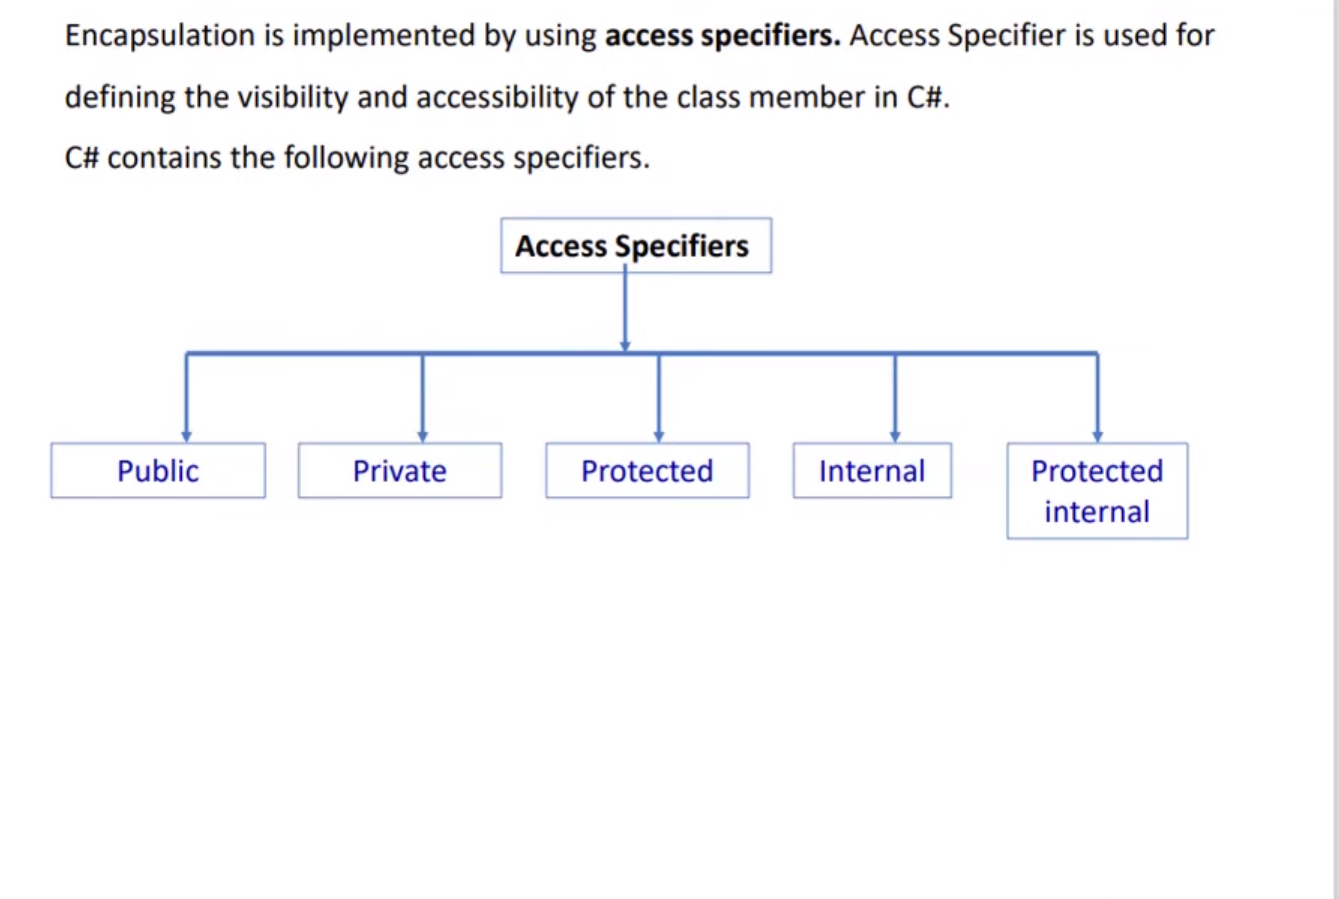 Encapsulation is implemented by using access specifiers. Access Specifier is used for
defining the visibility and accessibility of the class member in C#.
C# contains the following access specifiers.
Access Specifiers
Public
Private
Protected
Internal
Protected
internal